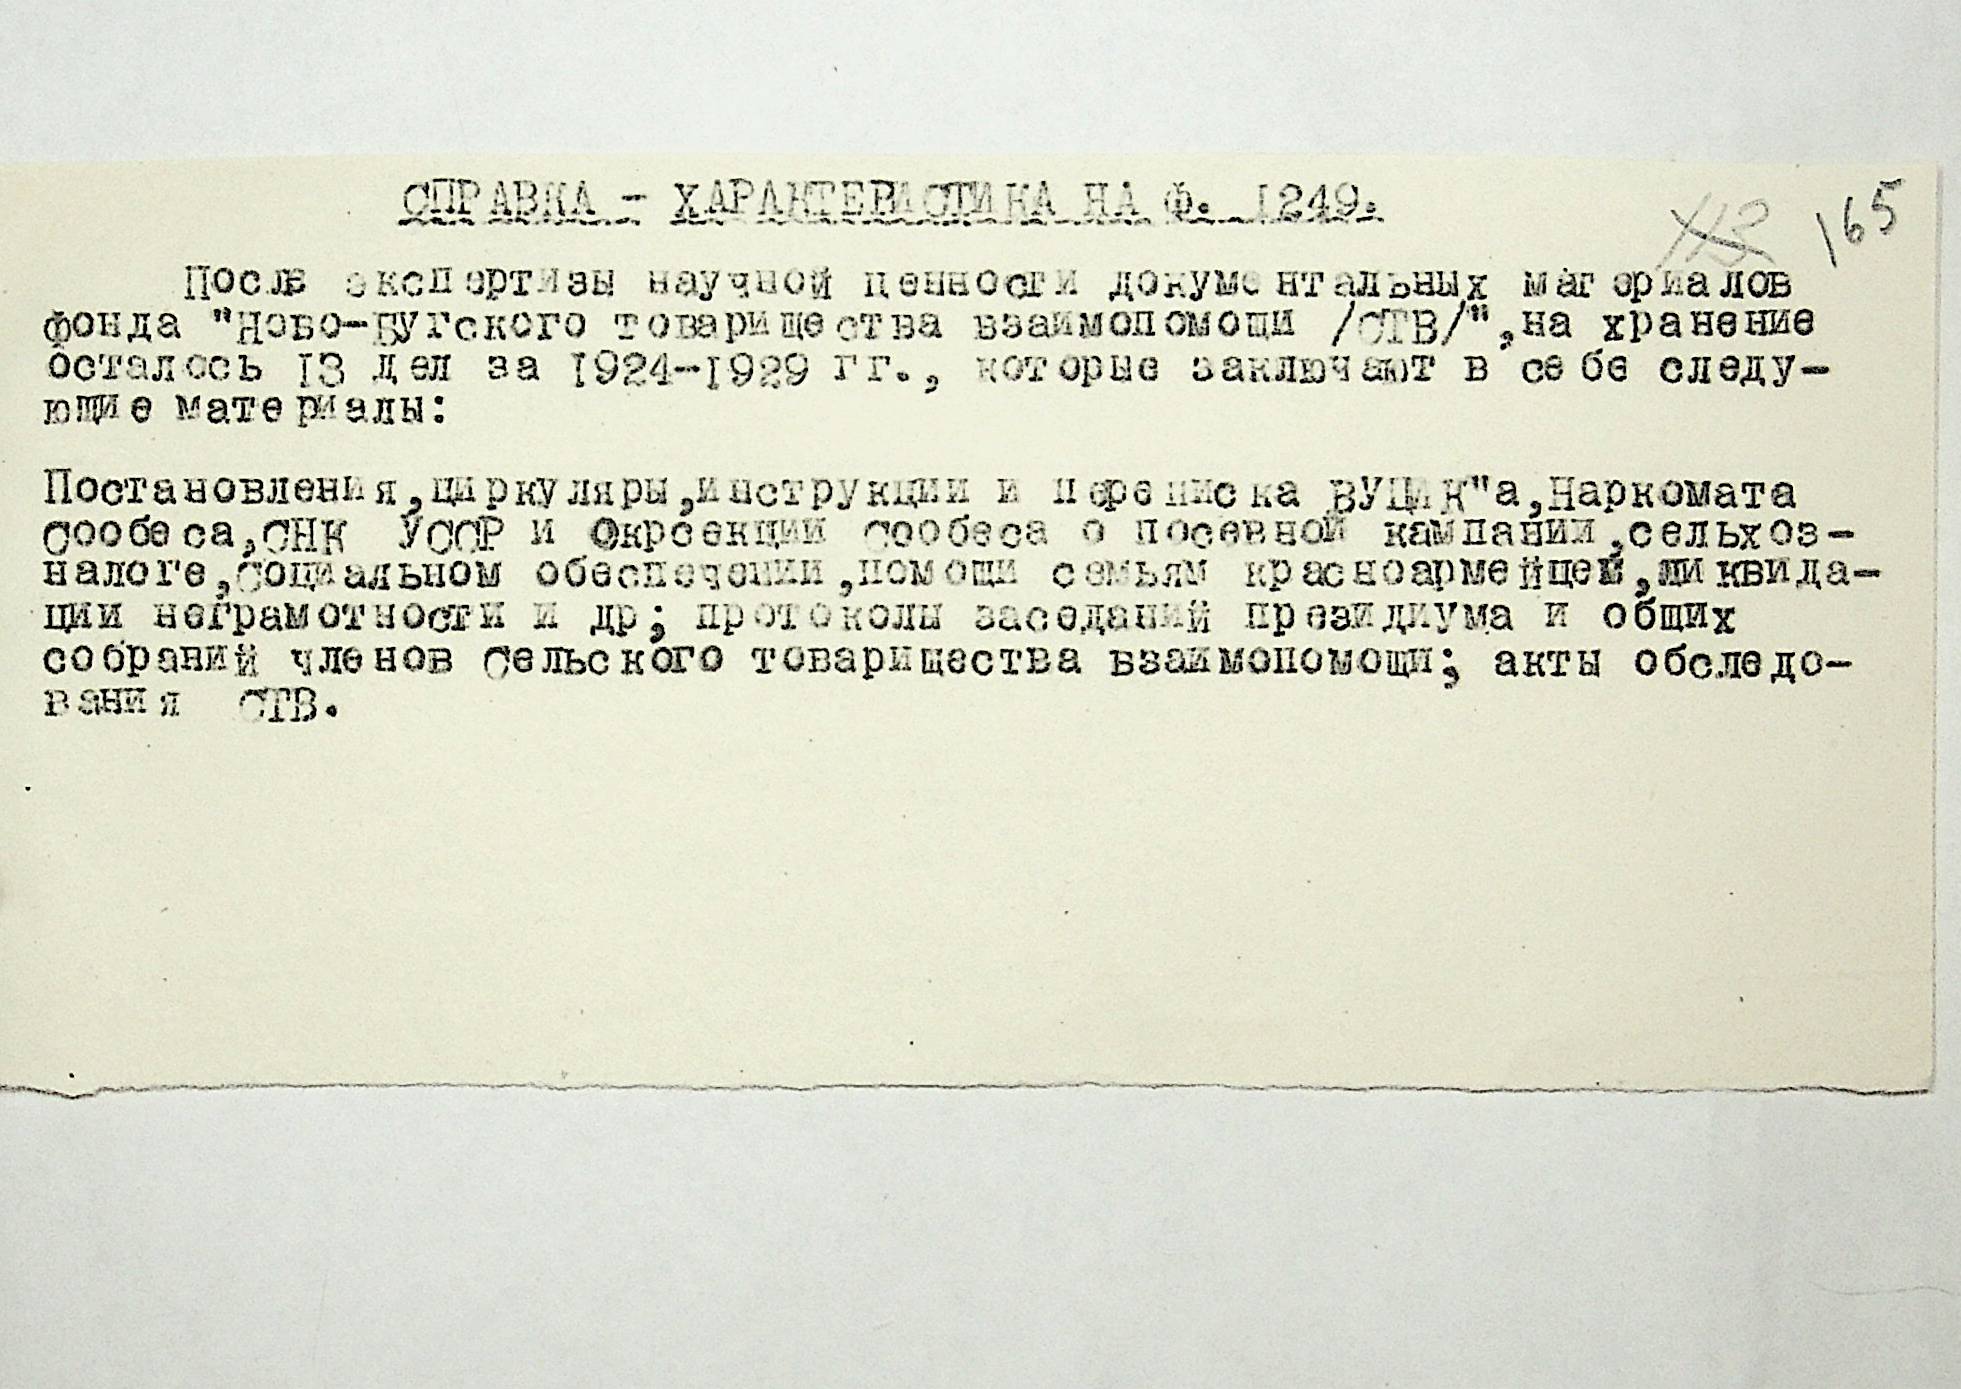 СПРАВКА - ХАРАКТЕРИСТИКА НА Ф. 1249.
165
После экспертизы научной ценности документальных материалов
фонда "Ново-Бугского товарищества взаимопомощи /СТВ/",на хранение
осталось 13 дел за 1924-1929 гг., которые заключают в себе следу-
ющие материалы:
Постановления,циркуляры,инструкции и переписка ВУЦИК"а,Наркомата
Сообеса,СНК УССР и Окрсекции Сообеса о посевной кампании,сельхоз-
налоге,Социальном обеспечении,помощи семьям красноармейцев,ликвида-
ции неграмотности и др; протоколы заседаний президиума и общих
собраний членов Сельского товарищества взаимопомощи; акты обследо-
вания СТВ.